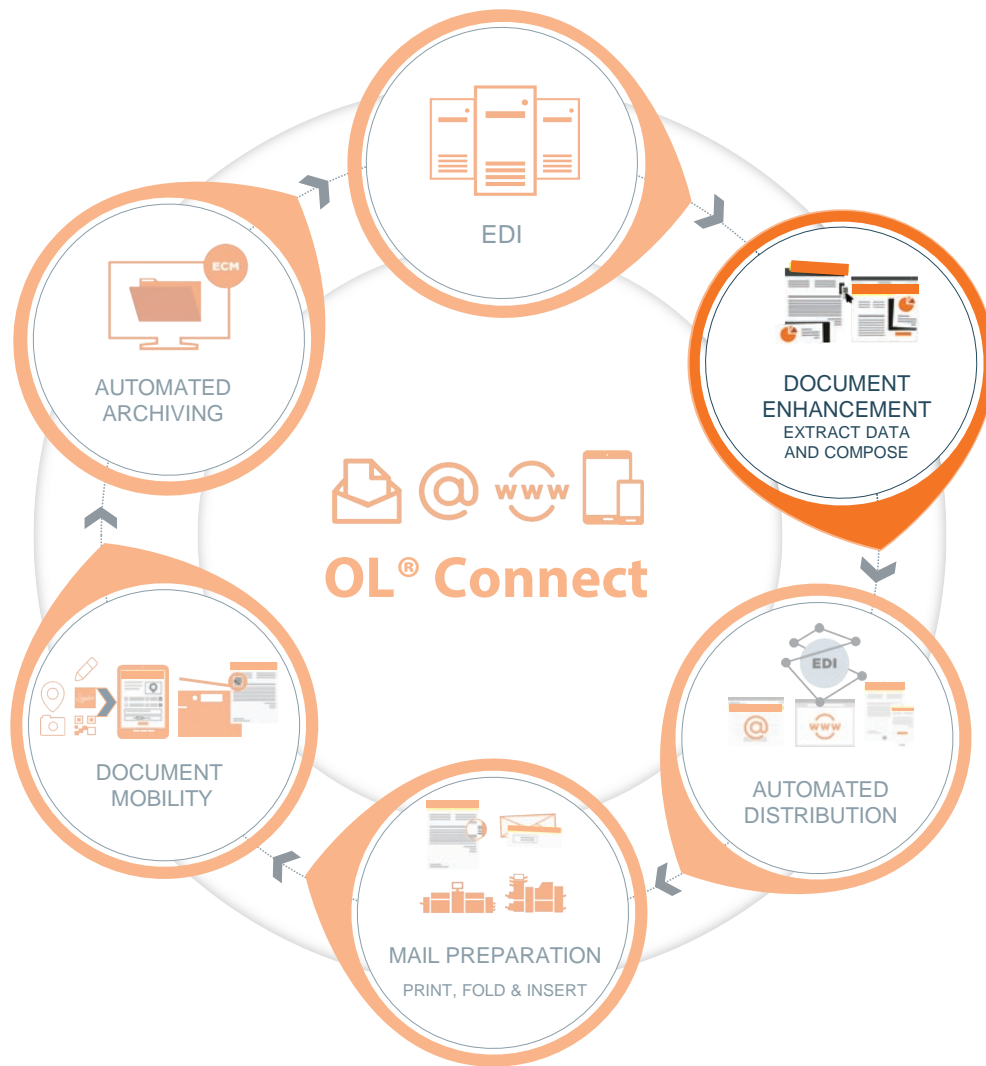 EDI
DOCUMENT
ENHANCEMENT
EXTRACT DATA
AND COMPOSE
EDI
@
www
AUTOMATED
DISTRIBUTION
MAIL PREPARATION
PRINT, FOLD & INSERT
DOCUMENT
MOBILITY
ECM
AUTOMATED
ARCHIVING
@
www
OL® Connect